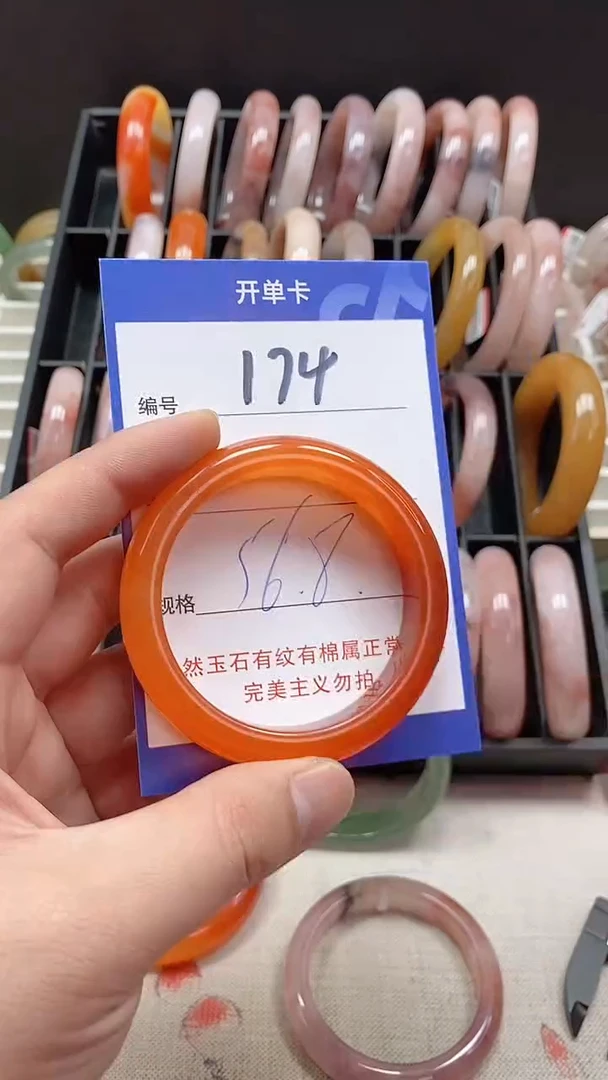 开单卡
编号 174
规格 56.8.
然玉石有纹有棉属正常
完美主义勿拍